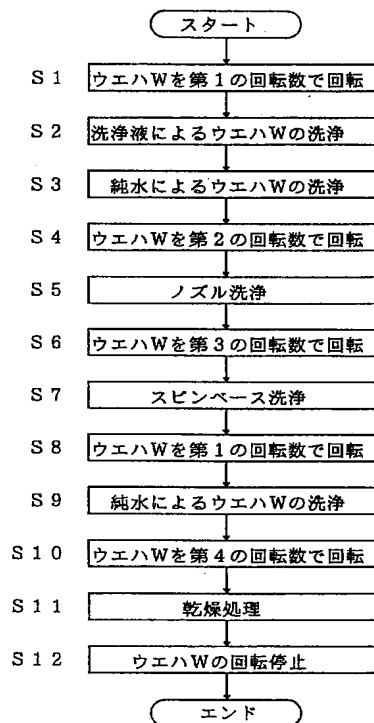 スタート
S1 ウエハWを第1の回転数で回転
S2 洗浄液によるウエハWの洗浄
S3 純水によるウエハWの洗浄
S4 ウエハWを第2の回転数で回転
S5 ノズル洗浄
S6 ウエハWを第3の回転数で回転
S7 スピンベース洗浄
S8 ウエハWを第1の回転数で回転
S9 純水によるウエハWの洗浄
S10 ウエハWを第4の回転数で回転
S11 乾燥処理
S12 ウエハWの回転停止
エンド